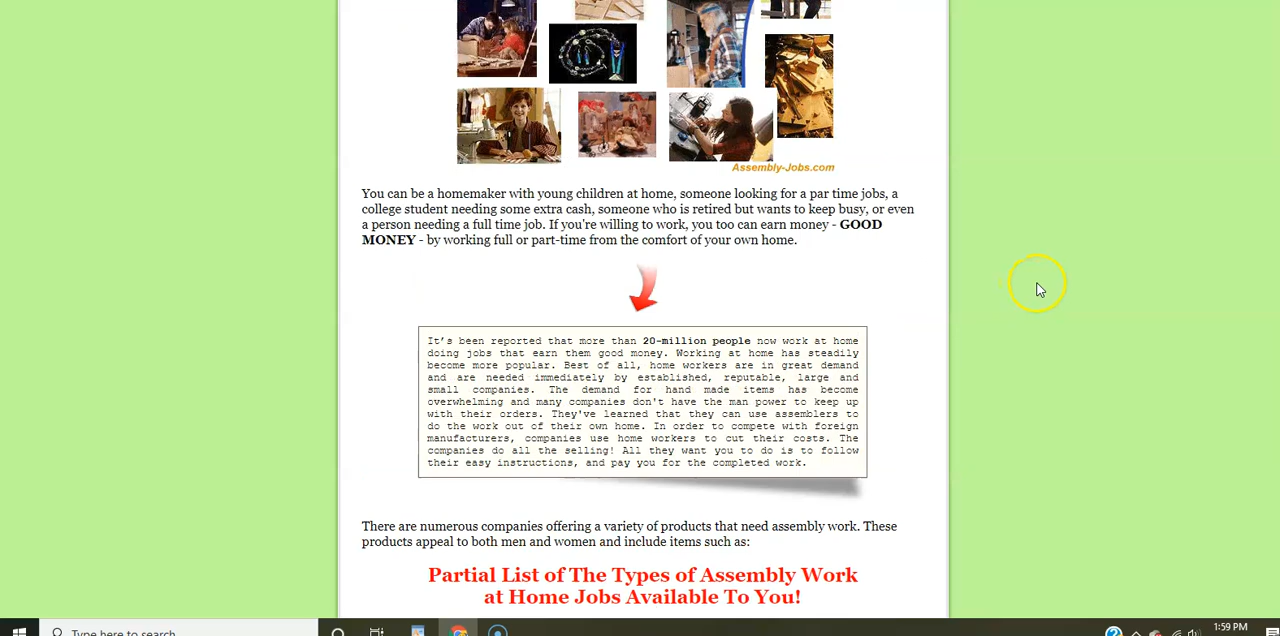 Assembly-Jobs.com
You can be a homemaker with young children at home, someone looking for a par time jobs, a
college student needing some extra cash, someone who is retired but wants to keep busy, or even
a person needing a full time job. If you're willing to work, you too can earn money - GOOD
MONEY - by working full or part-time from the comfort of your own home.
It's been reported that more than 20-million people now work at home
doing jobs that earn them good money. Working at home has steadily
become more popular. Best of all, home workers are in great demand
and are needed immediately by established, reputable, large and
small companies. The demand for hand made items has become
overwhelming and many companies don't have the man power to keep up
with their orders. They've learned that they can use assemblers to
do the work out of their own home. In order to compete with foreign
manufacturers, companies use home workers to cut their costs. The
companies do all the selling! All they want you to do is to follow
their easy instructions, and pay you for the completed work.
There are numerous companies offering a variety of products that need assembly work. These
products appeal to both men and women and include items such as:
Partial List of The Types of Assembly Work
at Home Jobs Available To You!
Type here to search
1:59 PM